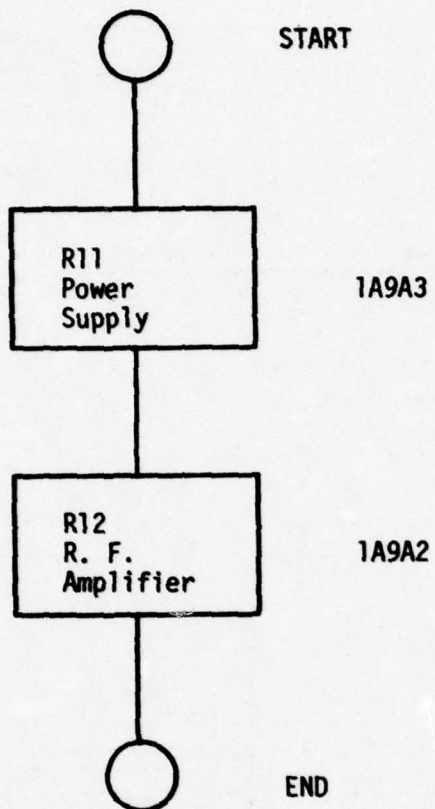 START
R11
Power
Supply
1A9A3
R12
R. F.
Amplifier
1A9A2
END